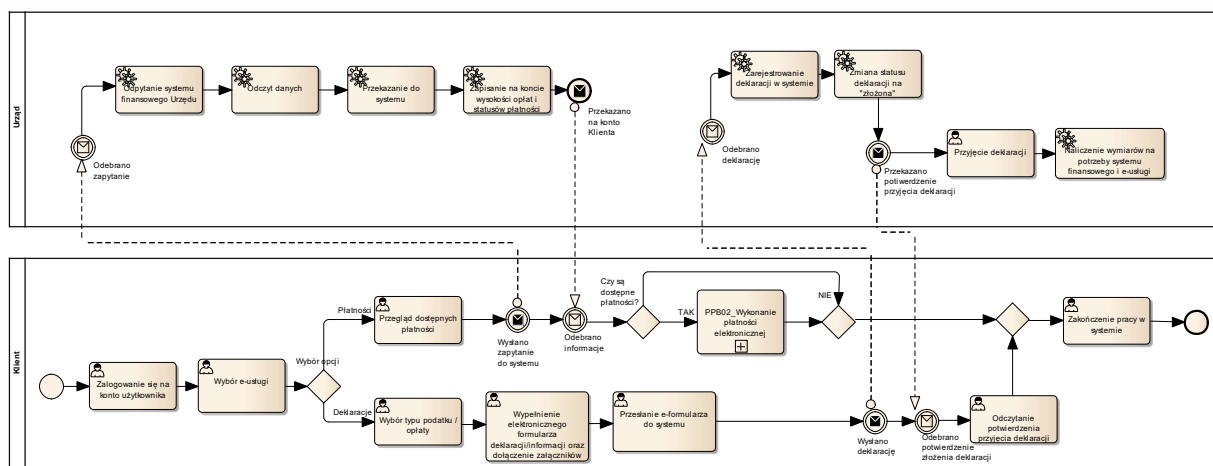 Urząd
Odpytanie systemu
finansowego Urzędu
Odczyt danych
Przekazanie do
systemu
Zapisanie na koncie
wysokości opłat i
statusów płatności
Przekazano
na konto
Klienta
Odebrano
zapytanie
Zarejestrowanie
deklaracji w systemie
Zmiana statusu
deklaracji na
"złożona"
Odebrano
deklarację
Przekazano
potiwerdzenie
przyjęcia deklaracji
Przyjęcie deklaracji
Naliczenie wymiarów na
potrzeby systemu
finansowego i e-usługi
Klient
Zalogowanie się na
konto użytkownika
Wybór e-usługi
Wybór opcji
Płatności
Przegląd dostępnych
płatności
Wysłano
zapytanie
do systemu
Odebrano
informacje
Czy są
dostępne
płatności?
TAK
PPB02_Wykonanie
płatności
elektronicznej
NIE
Zakończenie pracy w
systemie
Deklaracje
Wybór typu podatku /
opłaty
Wypełnienie
elektronicznego
formularza
deklaracji/informacji oraz
dołączenie załączników
Przesłanie e-formularza
do systemu
Wysłano
deklarację
Odebrano
potwierdzenie
złożenia deklaracji
Odczytanie
potwierdzenia
przyjęcia deklaracji